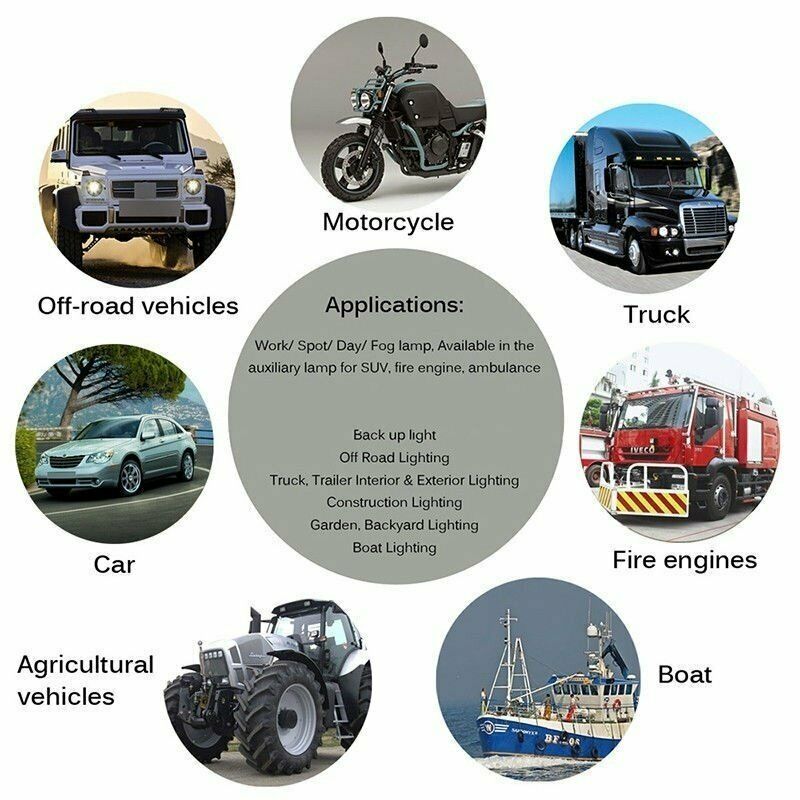 Motorcycle
Off-road vehicles
Truck
Applications:
Work/ Spot/ Day/ Fog lamp, Available in the
auxiliary lamp for SUV, fire engine, ambulance
Back up light
Off Road Lighting
Truck, Trailer Interior & Exterior Lighting
Construction Lighting
Garden, Backyard Lighting
Boat Lighting
Car
IVECO
Fire engines
Agricultural
vehicles
Boat